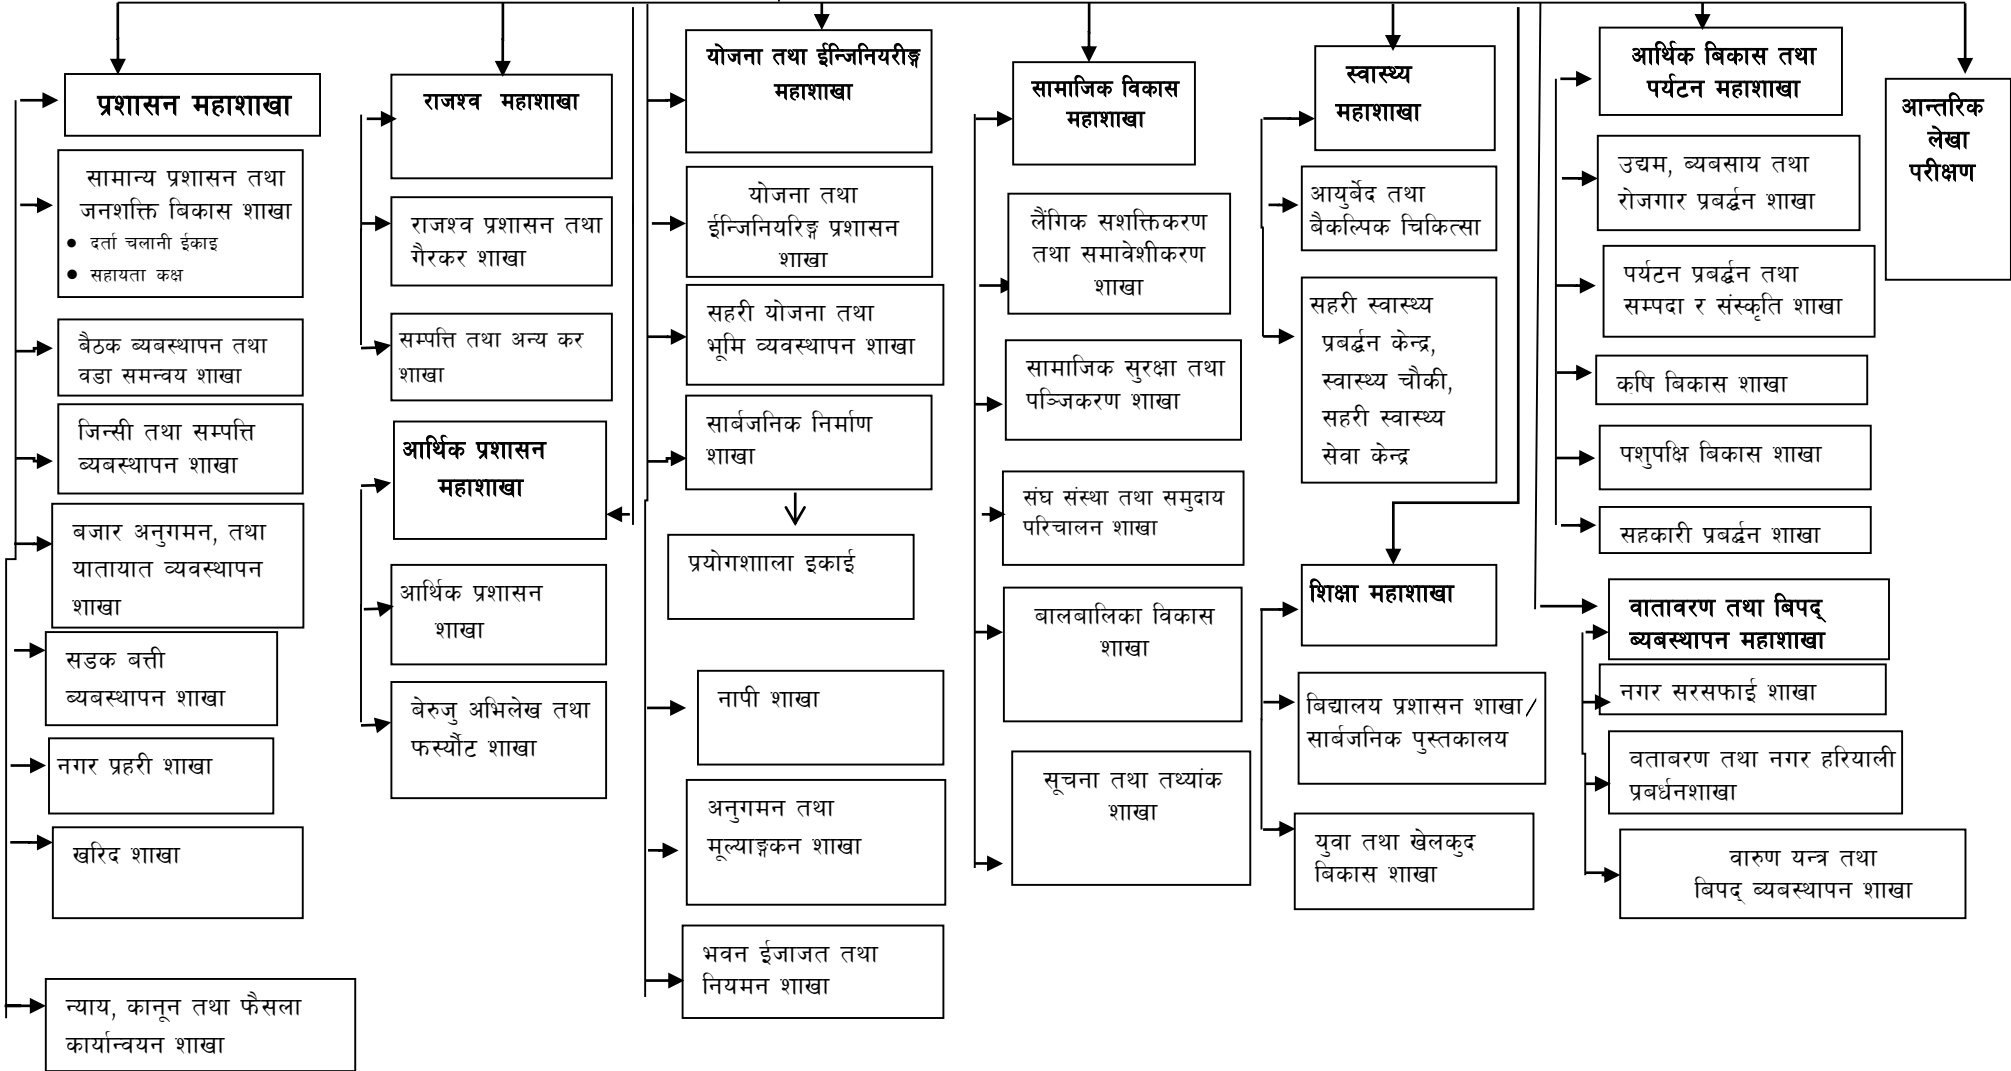 प्रशासन महाशाखा
सामान्य प्रशासन तथा
जनशक्ति बिकास शाखा
• दर्ता चलानी ईकाइ
• सहायता कक्ष
बैठक ब्यबस्थापन तथा
वडा समन्वय शाखा
जिन्सी तथा सम्पत्ति
ब्यबस्थापन शाखा
बजार अनुगमन, तथा
यातायात व्यवस्थापन
शाखा
सडक बत्ती
ब्यबस्थापन शाखा
नगर प्रहरी शाखा
खरिद शाखा
न्याय, कानून तथा फैसला
कार्यान्वयन शाखा
राजश्व महाशाखा
राजश्व प्रशासन तथा
गैरकर शाखा
सम्पत्ति तथा अन्य कर
शाखा
आर्थिक प्रशासन
महाशाखा
आर्थिक प्रशासन
शाखा
बेरुजु अभिलेख तथा
फर्स्यौट शाखा
योजना तथा ईन्जिनियरीङ्ग
महाशाखा
योजना तथा
ईन्जिनियरिङ्ग प्रशासन
शाखा
सहरी योजना तथा
भूमि व्यवस्थापन शाखा
सार्बजनिक निर्माण
शाखा
प्रयोगशााला इकाई
नापी शाखा
अनुगमन तथा
मूल्याङ्गकन शाखा
भवन ईजाजत तथा
नियमन शाखा
सामाजिक विकास
महाशाखा
लैंगिक सशक्तिकरण
तथा समावेशीकरण
शाखा
सामाजिक सुरक्षा तथा
पञ्जिकरण शाखा
संघ संस्था तथा समुदाय
परिचालन शाखा
बालबालिका विकास
शाखा
सूचना तथा तथ्यांक
शाखा
स्वास्थ्य
महाशाखा
आयुर्बेद तथा
बैकल्पिक चिकित्सा
सहरी स्वास्थ्य
प्रबर्द्धन केन्द्र,
स्वास्थ्य चौकी,
सहरी स्वास्थ्य
सेवा केन्द्र
शिक्षा महाशाखा
बिद्यालय प्रशासन शाखा/
सार्बजनिक पुस्तकालय
युवा तथा खेलकुद
बिकास शाखा
आर्थिक बिकास तथा
पर्यटन महाशाखा
उद्यम, ब्यबसाय तथा
रोजगार प्रबर्द्धन शाखा
पर्यटन प्रबर्द्धन तथा
सम्पदा र संस्कृति शाखा
कृषि बिकास शाखा
पशुपक्षि बिकास शाखा
सहकारी प्रबर्द्धन शाखा
वातावरण तथा बिपद्
ब्यबस्थापन महाशाखा
नगर सरसफाई शाखा
वताबरण तथा नगर हरियाली
प्रबर्धनशाखा
वारुण यन्त्र तथा
बिपद् ब्यबस्थापन शाखा
आन्तरिक
लेखा
परीक्षण